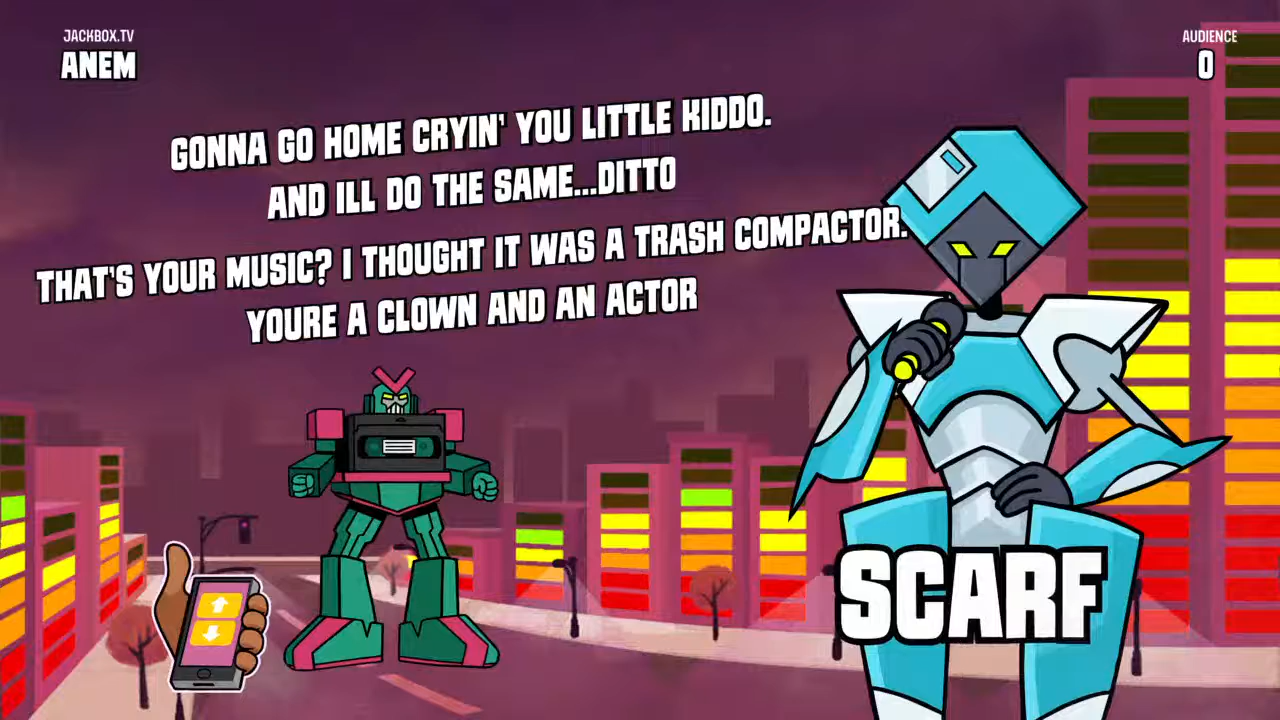 JACKBOX.TV
ANEM
AUDIENCE
0
GONNA GO HOME CRYIN' YOU LITTLE KIDDO.
AND ILL DO THE SAME...DITTO
THAT'S YOUR MUSIC? I THOUGHT IT WAS A TRASH COMPACTOR.
YOURE A CLOWN AND AN ACTOR
SCARF